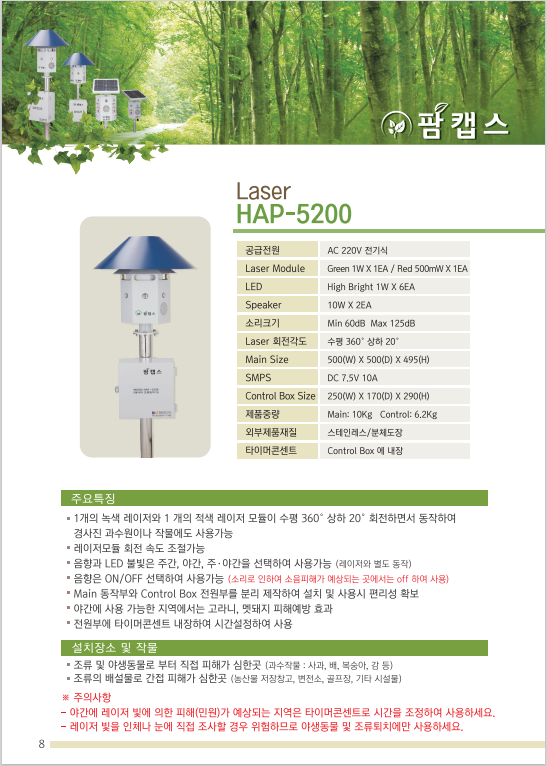 팜캡스
Laser
HAP-5200
공급전원 AC 220V 전기식
Laser Module Green 1W X 1EA / Red 500mW X 1EA
LED High Bright 1W X 6EA
Speaker 10W X 2EA
소리크기 Min 60dB Max 125dB
Laser 회전각도 수평 360° 상하 20°
Main Size 500(W) X 500(D) X 495(H)
SMPS DC 7.5V 10A
Control Box Size 250(W) X 170(D) X 290(H)
제품중량 Main: 10Kg Control: 6.2Kg
외부제품재질 스테인레스/분체도장
타이머콘센트 Control Box 에 내장
팜캡스
팜캡스
주요특징
▪ 1개의 녹색 레이저와 1 개의 적색 레이저 모듈이 수평 360° 상하 20° 회전하면서 동작하여
경사진 과수원이나 작물에도 사용가능
▪ 레이저모듈 회전 속도 조절가능
▪ 음향과 LED 불빛은 주간, 야간, 주·야간을 선택하여 사용가능 (레이저와 별도 동작)
▪ 음향은 ON/OFF 선택하여 사용가능 (소리로 인하여 소음피해가 예상되는 곳에서는 off 하여 사용)
▪ Main 동작부와 Control Box 전원부를 분리 제작하여 설치 및 사용시 편리성 확보
▪ 야간에 사용 가능한 지역에서는 고라니, 멧돼지 피해예방 효과
▪ 전원부에 타이머콘센트 내장하여 시간설정하여 사용
설치장소 및 작물
▪ 조류 및 야생동물로 부터 직접 피해가 심한곳 (과수작물 : 사과, 배, 복숭아, 감 등)
▪ 조류의 배설물로 간접 피해가 심한곳 (농산물 저장창고, 변전소, 골프장, 기타 시설물)
※ 주의사항
– 야간에 레이저 빛에 의한 피해(민원)가 예상되는 지역은 타이머콘센트로 시간을 조정하여 사용하세요.
– 레이저 빛을 인체나 눈에 직접 조사할 경우 위험하므로 야생동물 및 조류퇴치에만 사용하세요.
8